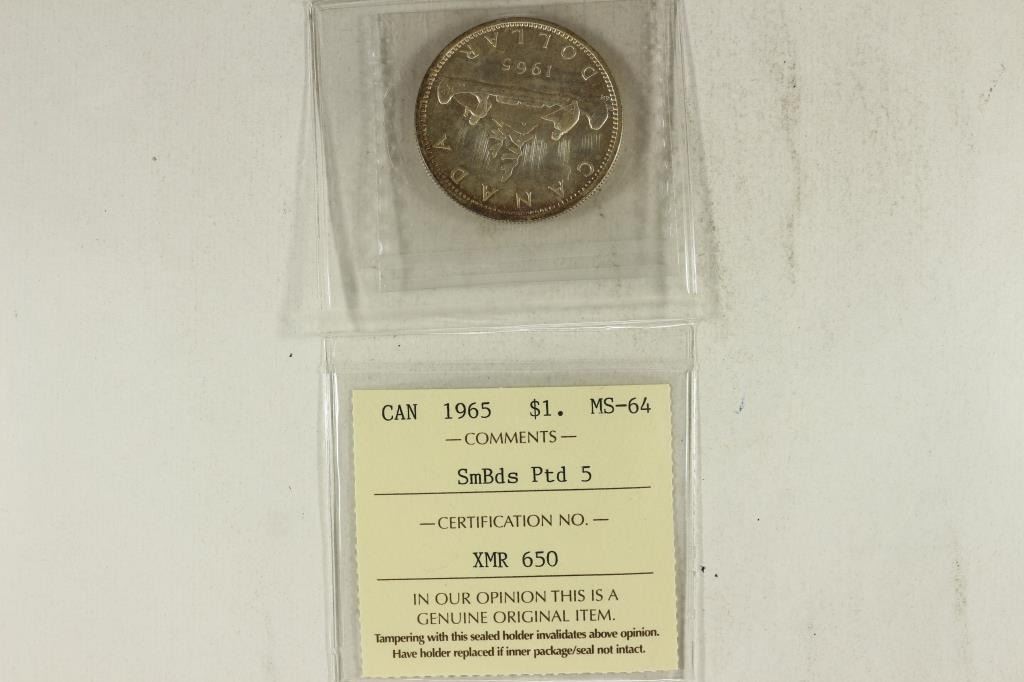 CANADA
1965
DOLLAR
CAN 1965 $1. MS-64
— COMMENTS —
SmBds Ptd 5
— CERTIFICATION NO. —
XMR 650
IN OUR OPINION THIS IS A
GENUINE ORIGINAL ITEM.
Tampering with this sealed holder invalidates above opinion.
Have holder replaced if inner package/seal not intact.